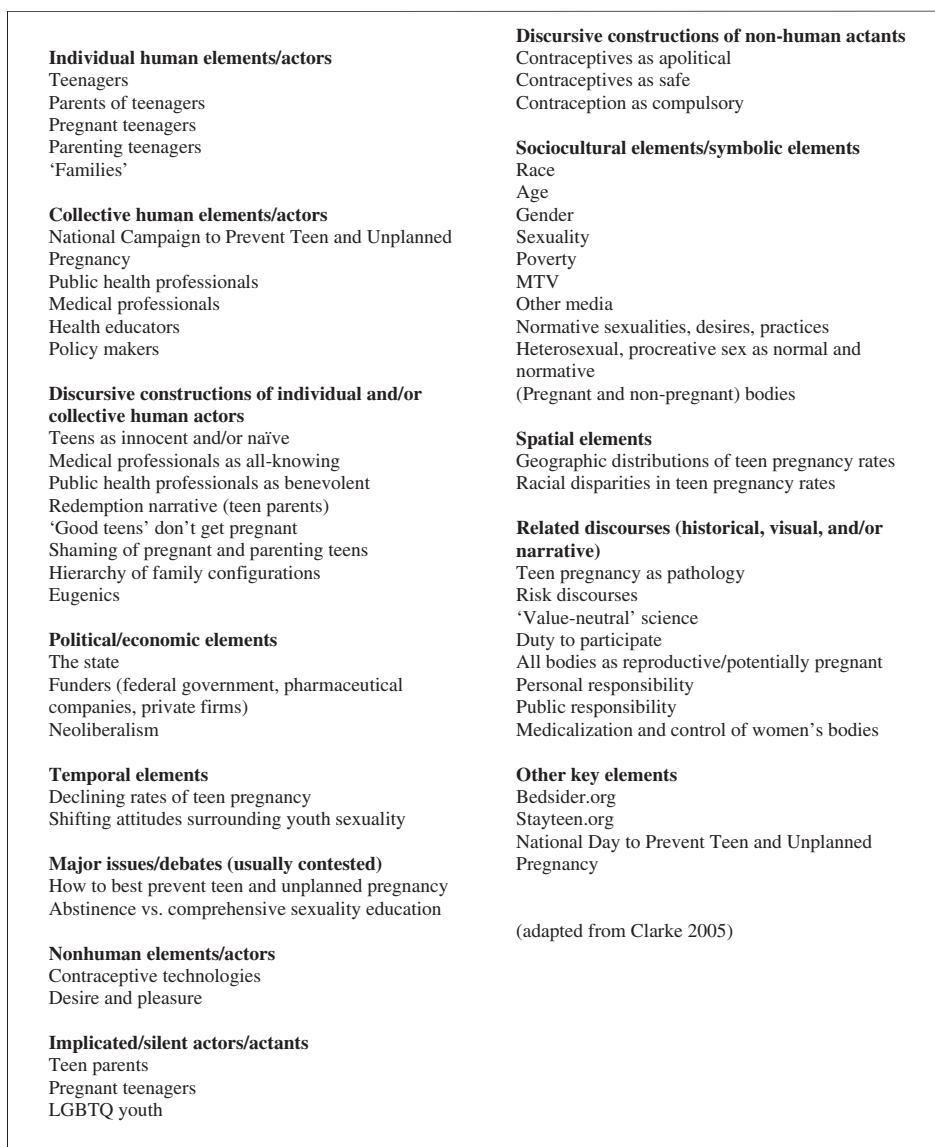 Individual human elements/actors
Teenagers
Parents of teenagers
Pregnant teenagers
Parenting teenagers
‘Families’
Collective human elements/actors
National Campaign to Prevent Teen and Unplanned
Pregnancy
Public health professionals
Medical professionals
Health educators
Policy makers
Discursive constructions of individual and/or
collective human actors
Teens as innocent and/or naïve
Medical professionals as all-knowing
Public health professionals as benevolent
Redemption narrative (teen parents)
‘Good teens’ don’t get pregnant
Shaming of pregnant and parenting teens
Hierarchy of family configurations
Eugenics
Political/economic elements
The state
Funders (federal government, pharmaceutical
companies, private firms)
Neoliberalism
Temporal elements
Declining rates of teen pregnancy
Shifting attitudes surrounding youth sexuality
Major issues/debates (usually contested)
How to best prevent teen and unplanned pregnancy
Abstinence vs. comprehensive sexuality education
Nonhuman elements/actors
Contraceptive technologies
Desire and pleasure
Implicated/silent actors/actants
Teen parents
Pregnant teenagers
LGBTQ youth
Discursive constructions of non-human actants
Contraceptives as apolitical
Contraceptives as safe
Contraception as compulsory
Sociocultural elements/symbolic elements
Race
Age
Gender
Sexuality
Poverty
MTV
Other media
Normative sexualities, desires, practices
Heterosexual, procreative sex as normal and
normative
(Pregnant and non-pregnant) bodies
Spatial elements
Geographic distributions of teen pregnancy rates
Racial disparities in teen pregnancy rates
Related discourses (historical, visual, and/or
narrative)
Teen pregnancy as pathology
Risk discourses
‘Value-neutral’ science
Duty to participate
All bodies as reproductive/potentially pregnant
Personal responsibility
Public responsibility
Medicalization and control of women’s bodies
Other key elements
Bedsider.org
Stayteen.org
National Day to Prevent Teen and Unplanned
Pregnancy
(adapted from Clarke 2005)